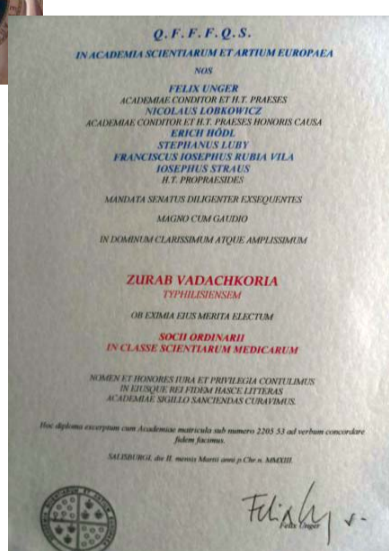 Q. F. F. F. Q. S.
IN ACADEMIA SCIENTIARUM ET ARTIUM EUROPAEA
NOS
FELIX UNGER
ACADEMIAE CONDITOR ET H.T. PRAESES
NICOLAUS LOBKOWICZ
ACADEMIAE CONDITOR ET H.T. PRAESES HONORIS CAUSA
ERICH HÖDL
STEPHANUS LUBY
FRANCISCUS IOSEPHUS RUBIA VILA
IOSEPHUS STRAUS
H.T. PROPRAESIDES
MANDATA SENATUS DILIGENTER EXSEQUENTES
MAGNO CUM GAUDIO
IN DOMINUM CLARISSIMUM ATQUE AMPLISSIMUM
ZURAB VADACHKORIA
TYPHILISIENSEM
OB EXIMIA EIUS MERITA ELECTUM
SOCII ORDINARII
IN CLASSE SCIENTIARUM MEDICARUM
NOMEN ET HONORES IURA ET PRIVILEGIA CONTULIMUS
IN EIUSQUE REI FIDEM HASCE LITTERAS
ACADEMIAE SIGILLO SANCIENDAS CURAVIMUS.
Hoc diploma exceptum cum Academiae matricula sub numero 2205 53 ad verbum concordare
fidem facimus.
SALISBURGI, die II. mensis Martii anno p.Chr.n. MMXIII.
Felix Unger